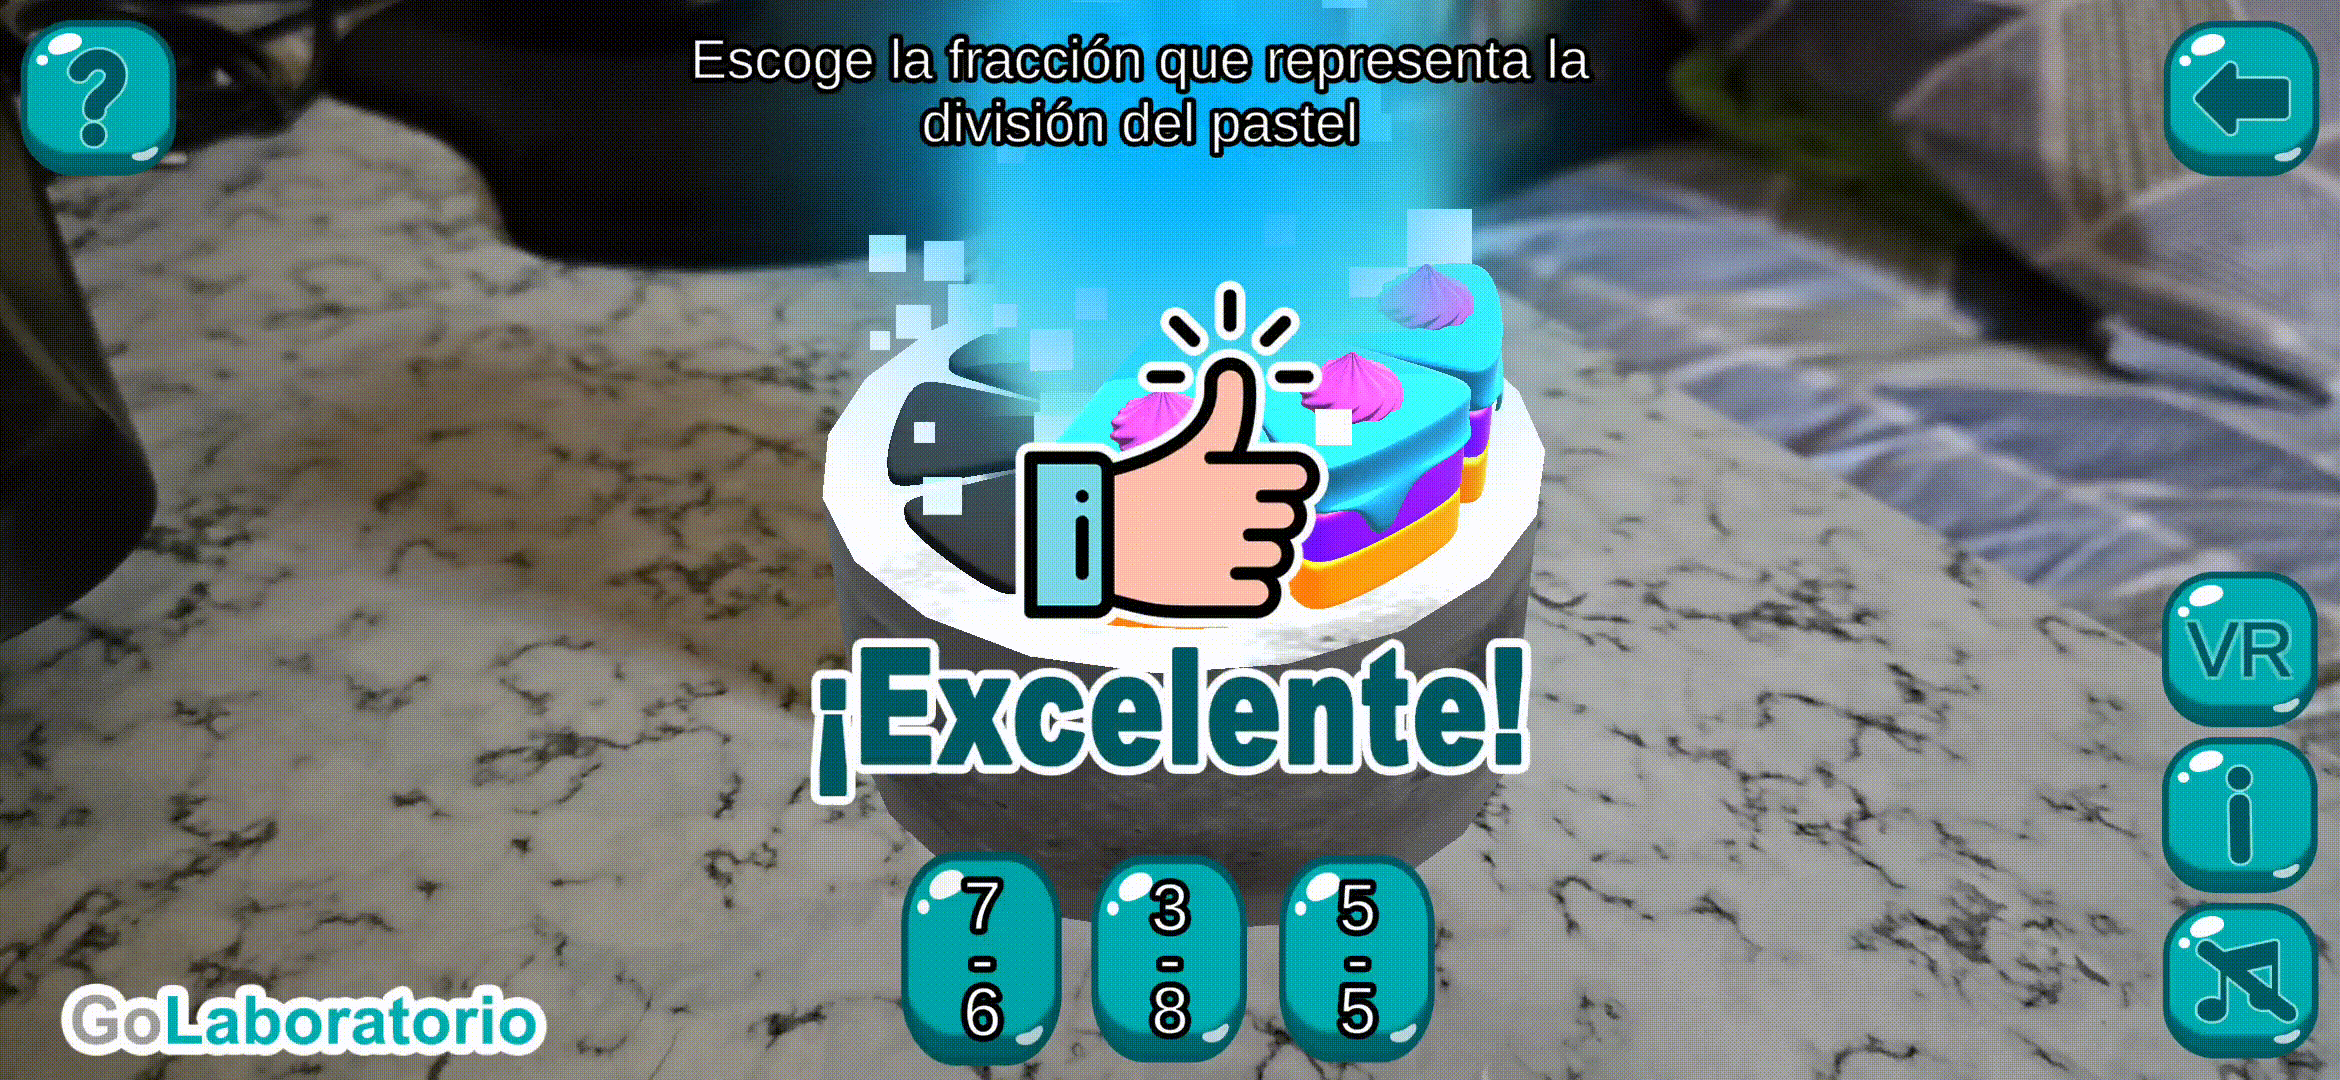 Escoge la fracción que representa la
división del pastel
¡Excelente!
7
-
6
3
-
8
5
-
5
VR
i
GoLaboratorio